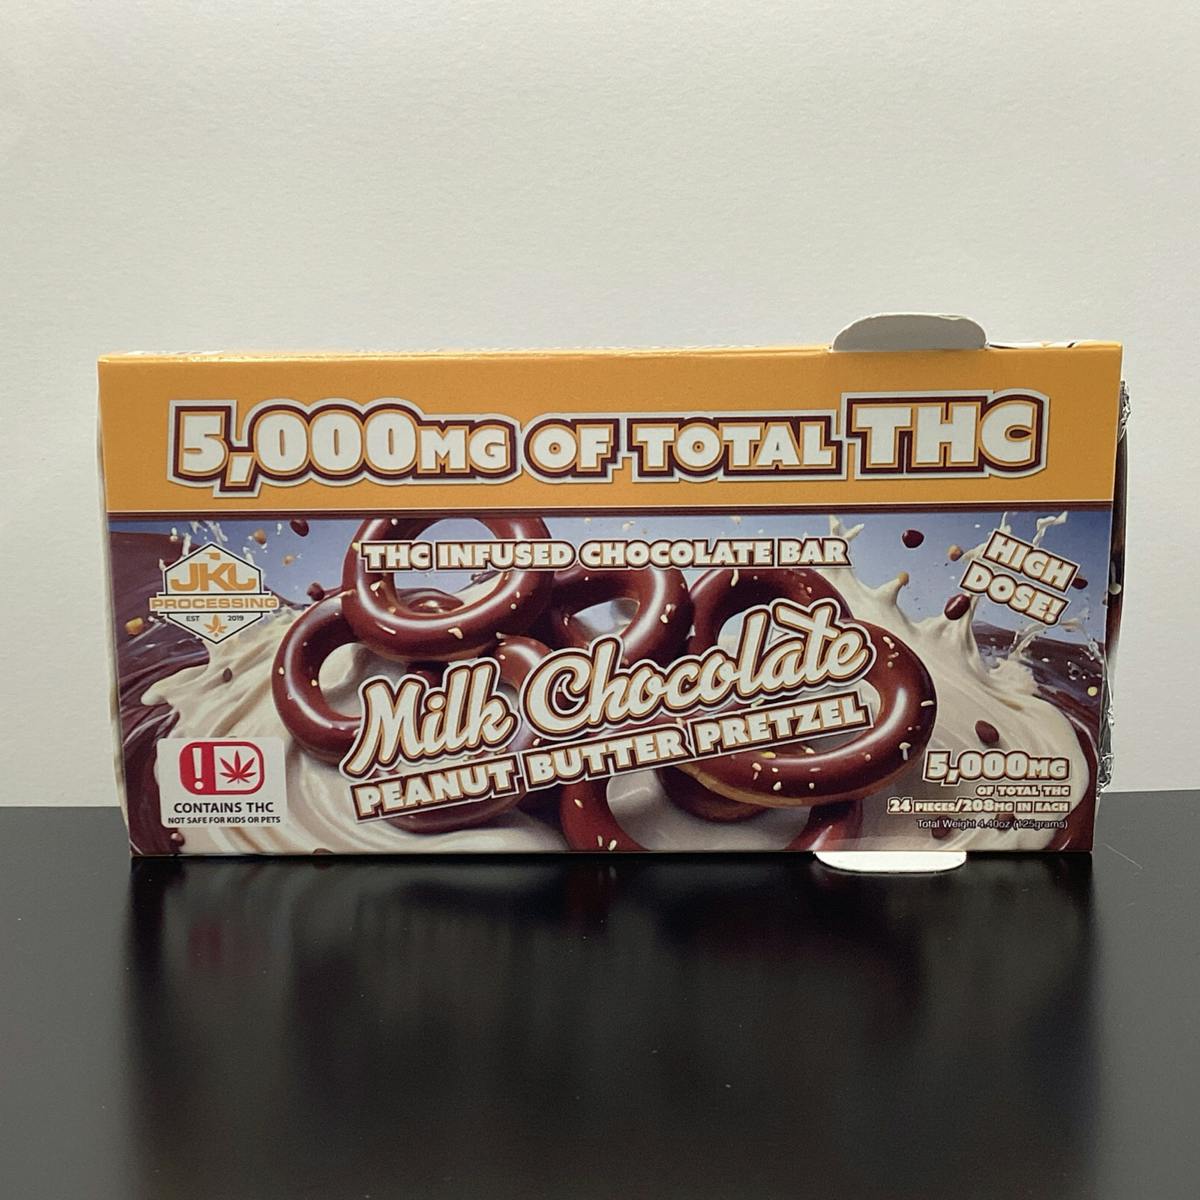 5,000MG OF TOTAL THC
THC INFUSED CHOCOLATE BAR
HIGH
DOSE!
JKL
PROCESSING
EST 2019
Milk Chocolate
PEANUT BUTTER PRETZEL
!
CONTAINS THC
NOT SAFE FOR KIDS OR PETS
5,000MG
OF TOTAL THC
24 PIECES/208MG IN EACH
Total Weight 4.40oz (125grams)